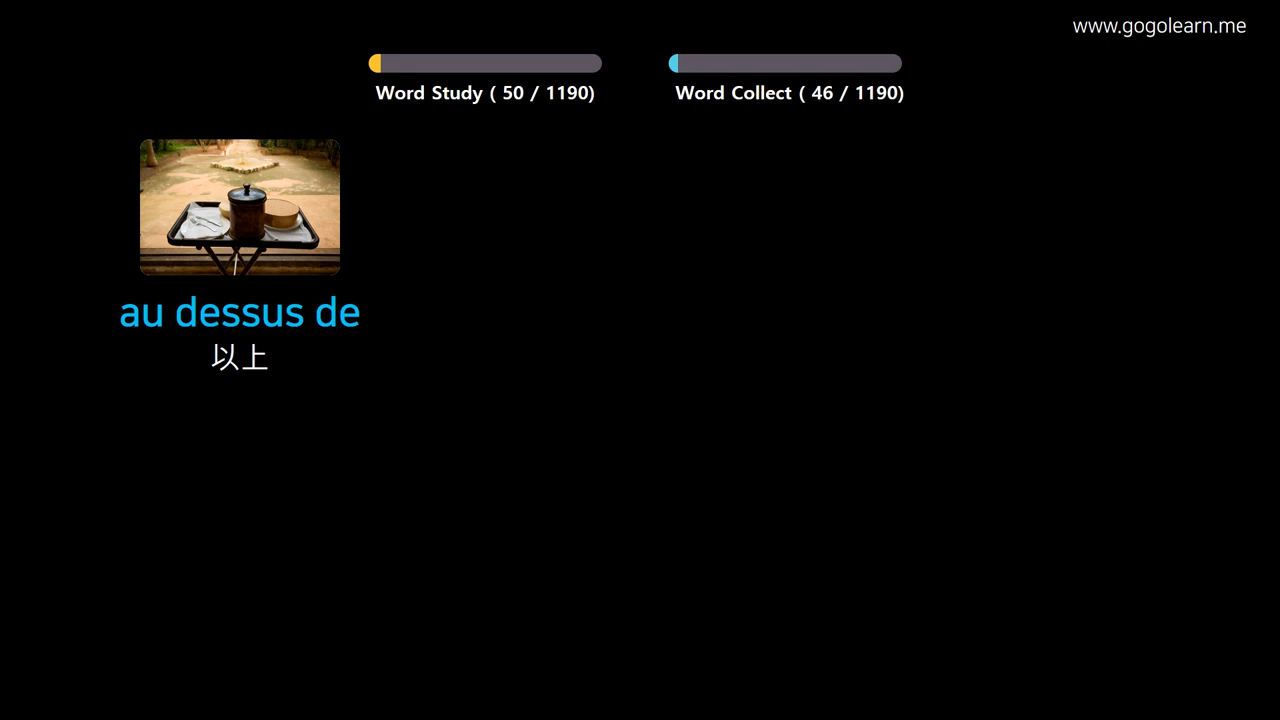 www.gogolearn.me
Word Study ( 50 / 1190)
Word Collect ( 46 / 1190)
au dessus de
以上